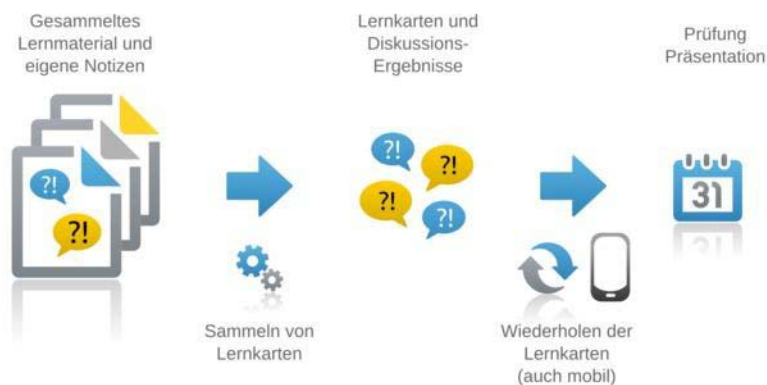 Gesammeltes
Lernmaterial und
eigene Notizen
Lernkarten und
Diskussions-
Ergebnisse
Prüfung
Präsentation
?!
?!
?!
?!
?!
?!
31
Sammeln von
Lernkarten
Wiederholen der
Lernkarten
(auch mobil)